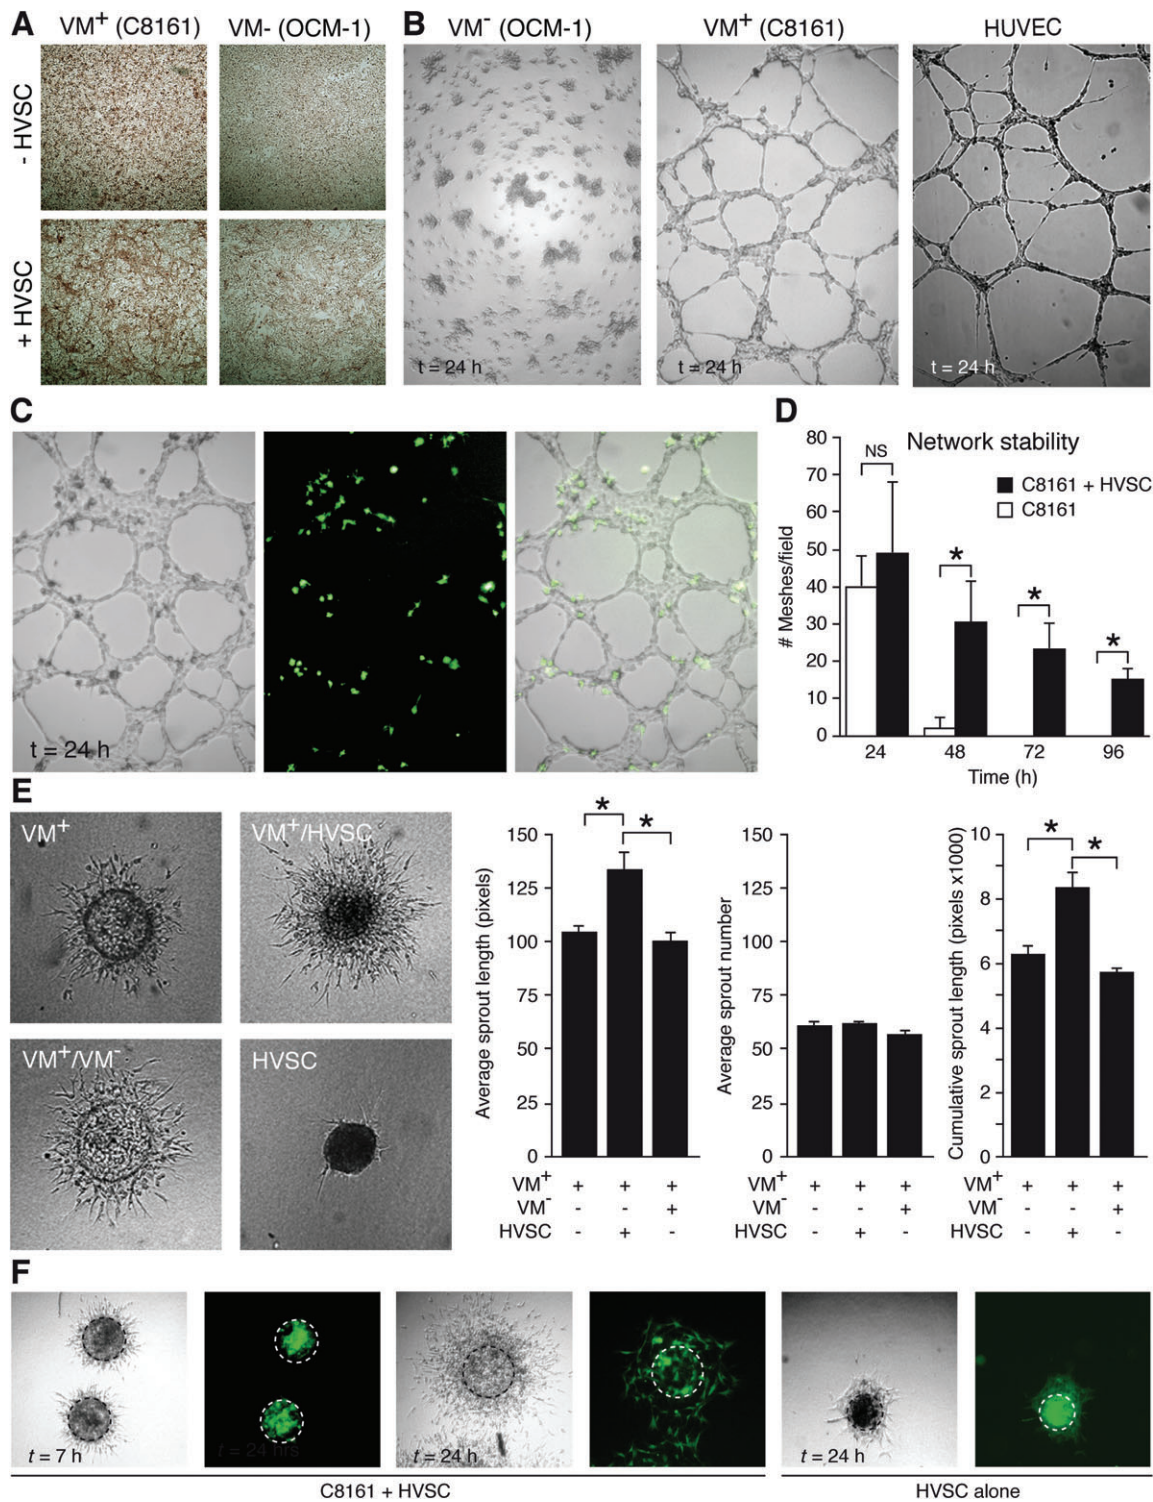 A
VM+ (C8161)
VM- (OCM-1)
- HVSC
+ HVSC
B
VM- (OCM-1)
VM+ (C8161)
HUVEC
t = 24 h
t = 24 h
t = 24 h
C
t = 24 h
D
Network stability
# Meshes/field
80
70
60
50
40
30
20
10
0
NS
*
*
*
C8161 + HVSC
C8161
24 48 72 96
Time (h)
E
VM+
VM+/HVSC
VM+/VM-
HVSC
Average sprout length (pixels)
150
125
100
75
50
25
0
* *
VM+ + + +
VM- - - +
HVSC - + -
Average sprout number
150
125
100
75
50
25
0
VM+ + + +
VM- - - +
HVSC - + -
Cumulative sprout length (pixels x1000)
10
8
6
4
2
0
* *
VM+ + + +
VM- - - +
HVSC - + -
F
t = 7 h
t = 24 hrs
t = 24 h
t = 24 h
C8161 + HVSC
HVSC alone